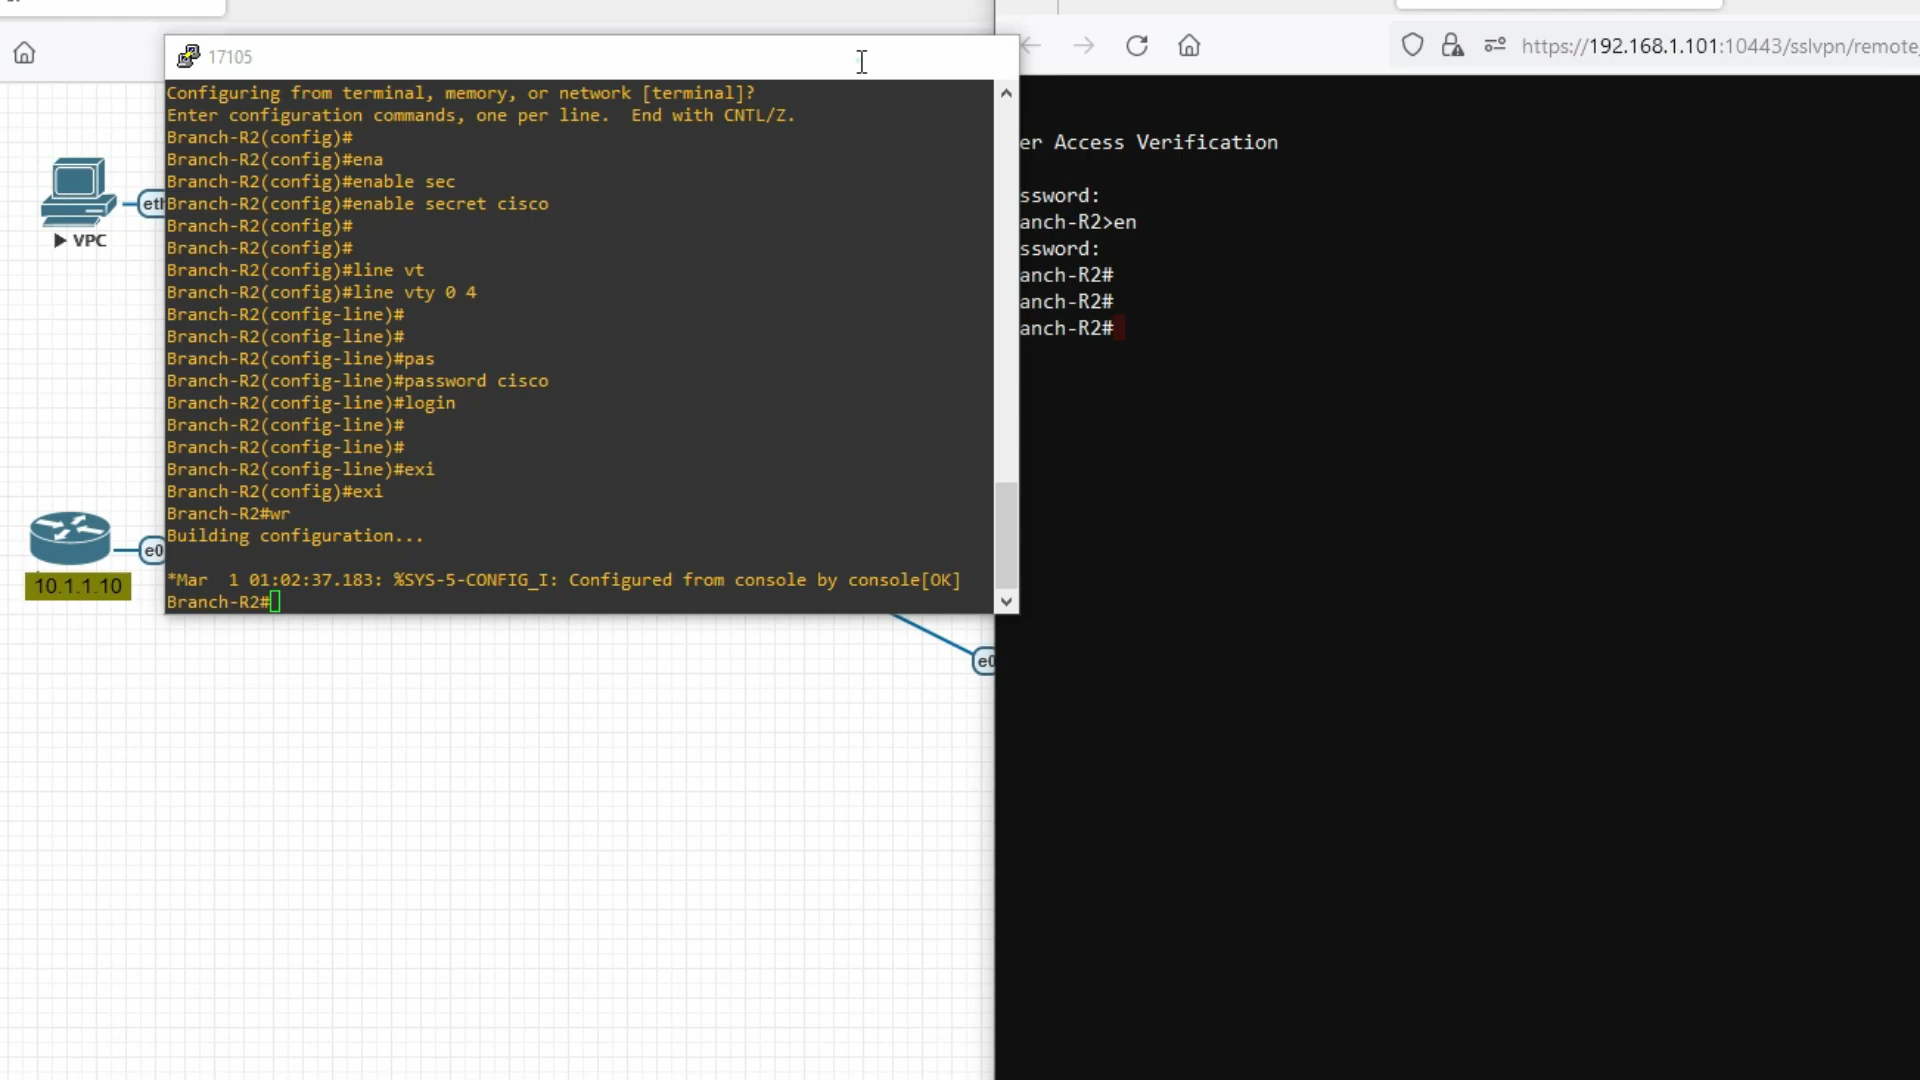 17105
Configuring from terminal, memory, or network [terminal]?
Enter configuration commands, one per line.  End with CNTL/Z.
Branch-R2(config)#
Branch-R2(config)#ena
Branch-R2(config)#enable sec
Branch-R2(config)#enable secret cisco
Branch-R2(config)#
Branch-R2(config)#
Branch-R2(config)#line vt
Branch-R2(config)#line vty 0 4
Branch-R2(config-line)#
Branch-R2(config-line)#
Branch-R2(config-line)#pas
Branch-R2(config-line)#password cisco
Branch-R2(config-line)#login
Branch-R2(config-line)#
Branch-R2(config-line)#
Branch-R2(config-line)#exi
Branch-R2(config)#exi
Branch-R2#wr
Building configuration...
*Mar  1 01:02:37.183: %SYS-5-CONFIG_I: Configured from console by console[OK]
Branch-R2#
eth
VPC
e0
10.1.1.10
e0
https://192.168.1.101:10443/sslvpn/remote_
er Access Verification
ssword:
anch-R2>en
ssword:
anch-R2#
anch-R2#
anch-R2#